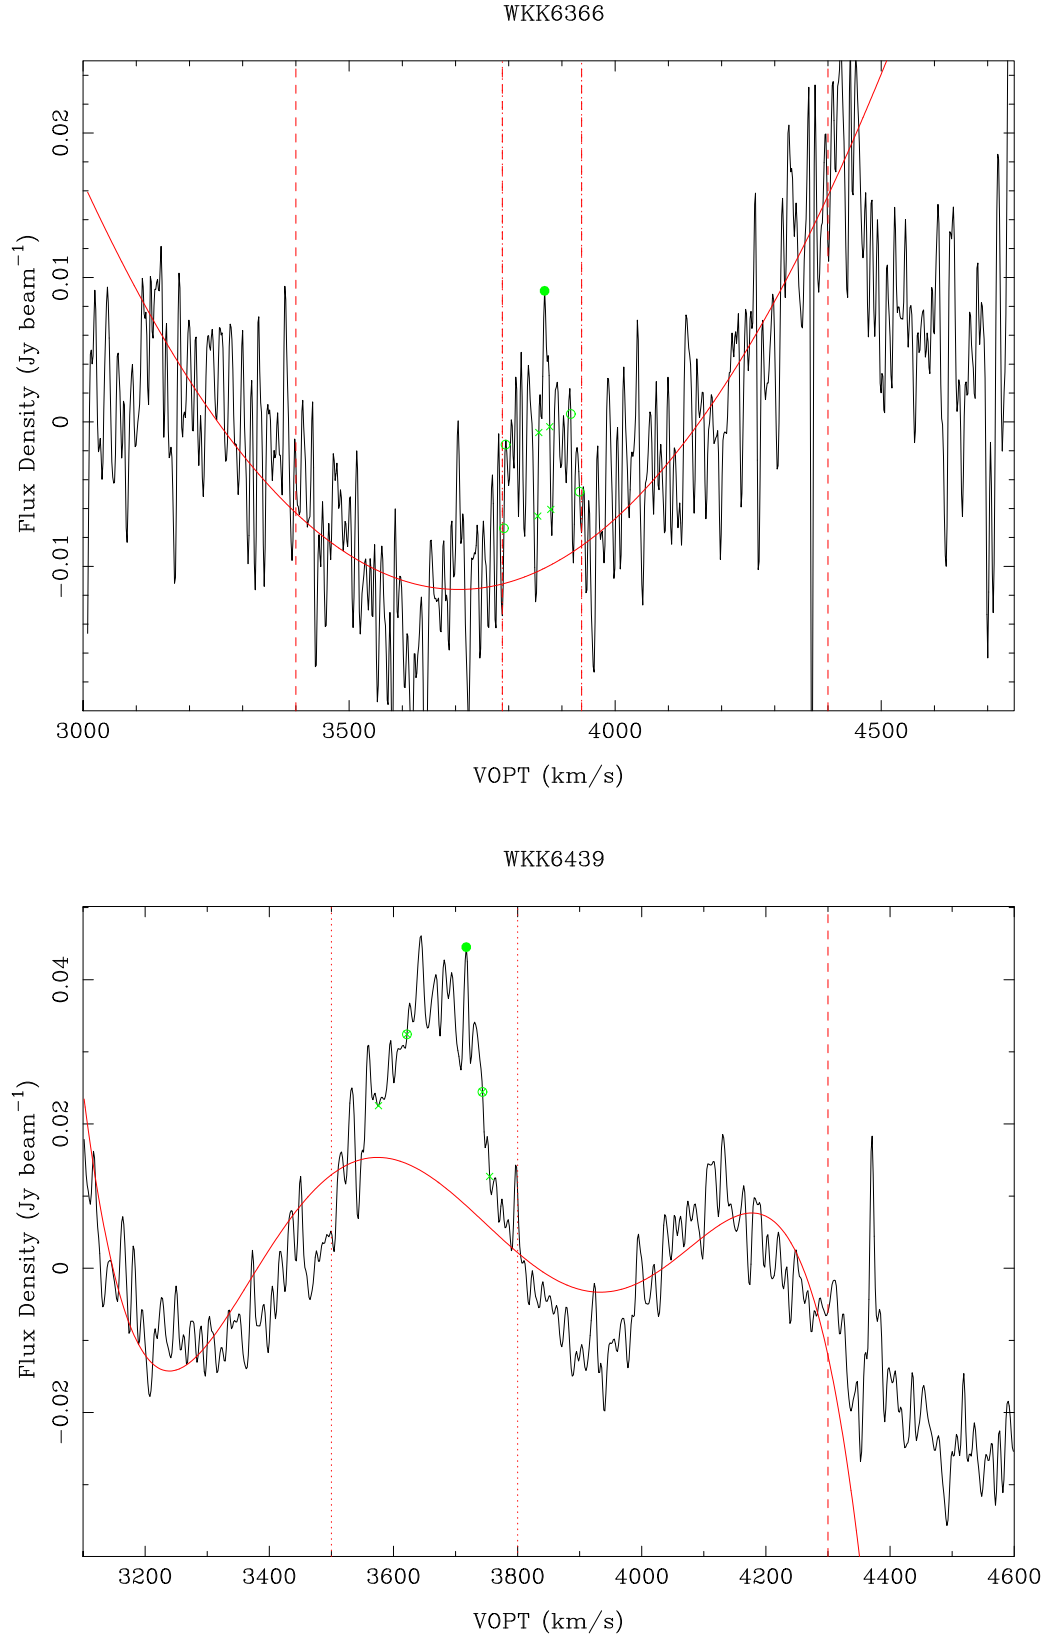 WKK6366
Flux Density (Jy beam⁻¹)
0.02
0.01
0
−0.01
3000 3500 4000 4500
VOPT (km/s)
WKK6439
Flux Density (Jy beam⁻¹)
0.04
0.02
0
−0.02
3200 3400 3600 3800 4000 4200 4400 4600
VOPT (km/s)